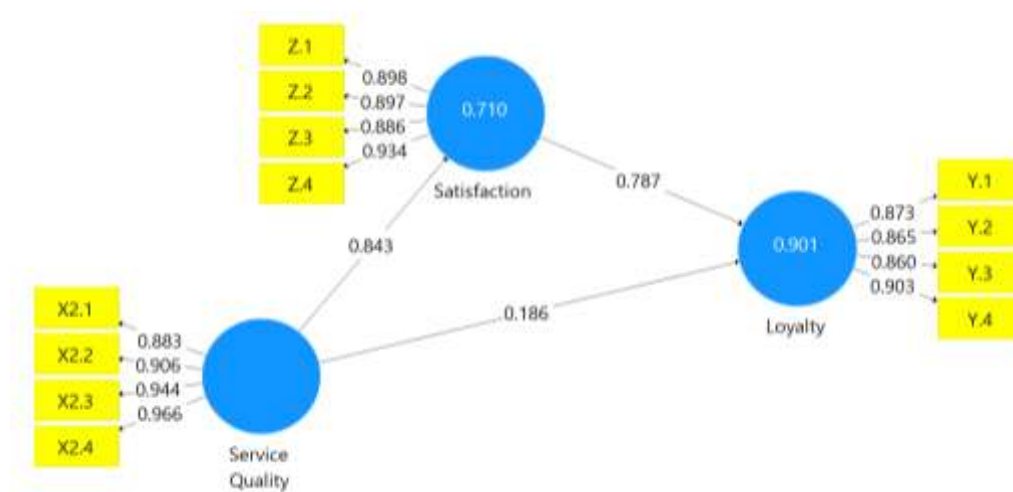 Z.1
Z.2
Z.3
Z.4
0.898
0.897
0.886
0.934
0.710
Satisfaction
0.787
0.843
0.901
Loyalty
0.873
0.865
0.860
0.903
Y.1
Y.2
Y.3
Y.4
0.186
X2.1
X2.2
X2.3
X2.4
0.883
0.906
0.944
0.966
Service
Quality